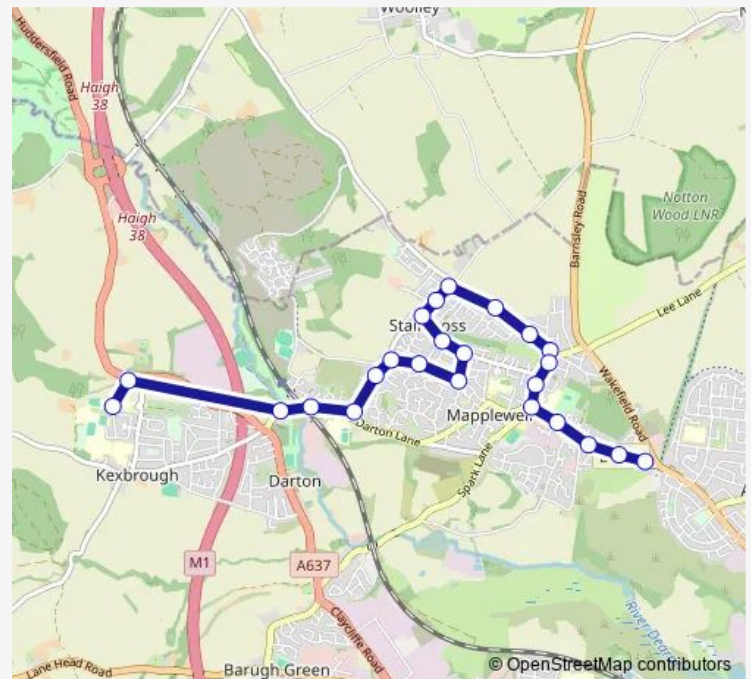 Woolley
Huddersfield Road
Haigh
38
Haigh
38
Notton
Wood LNR
Barnsley Road
Lee Lane
Wakefield Road
Mapplewell
Darton Lane
Spark Lane
Kexbrough
Darton
M1
A637
Claycliffe Road
River
Lane Head Road
Barugh Green
© OpenStreetMap contributors